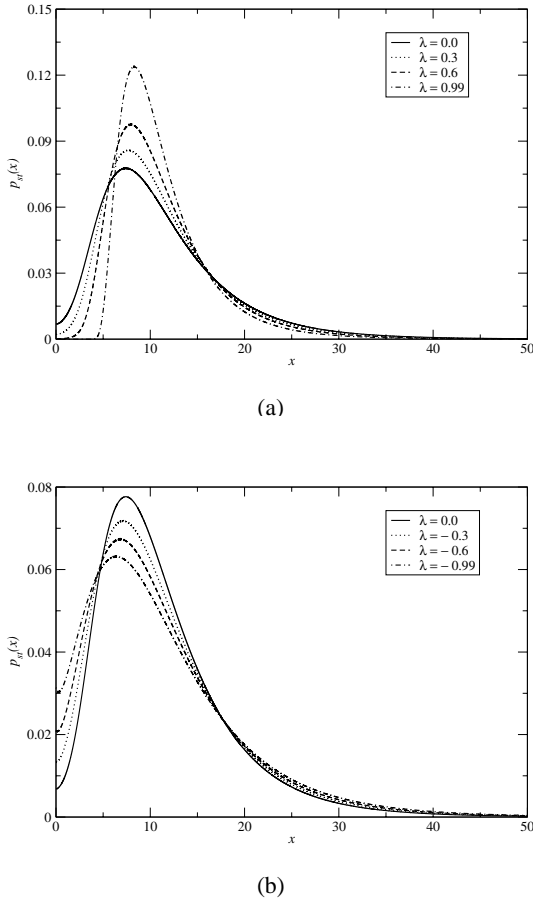 0.15
0.12
0.09
0.06
0.03
0
p_st(x)
λ = 0.0
λ = 0.3
λ = 0.6
λ = 0.99
0 10 20 30 40 50
x
(a)
0.08
0.06
0.04
0.02
0
p_st(x)
λ = 0.0
λ = − 0.3
λ = − 0.6
λ = − 0.99
0 10 20 30 40 50
x
(b)